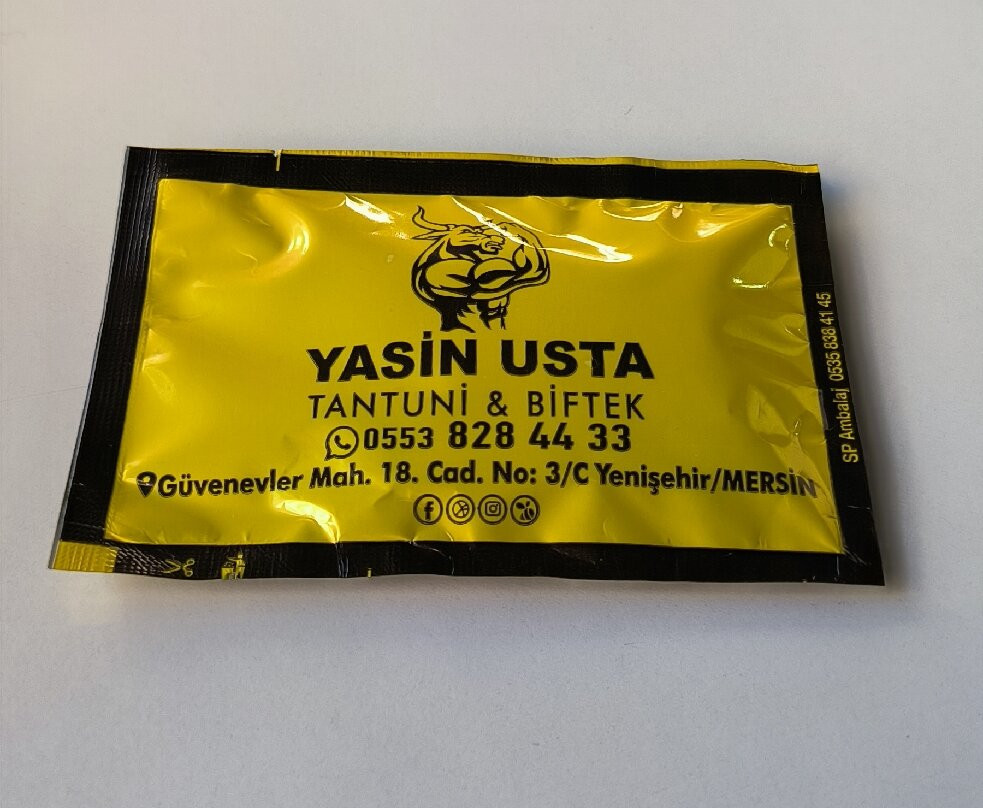 YASİN USTA
TANTUNİ & BİFTEK
0553 828 44 33
Güvenevler Mah. 18. Cad. No: 3/C Yenişehir/MERSİN
SP Ambalaj 0535 838 41 45